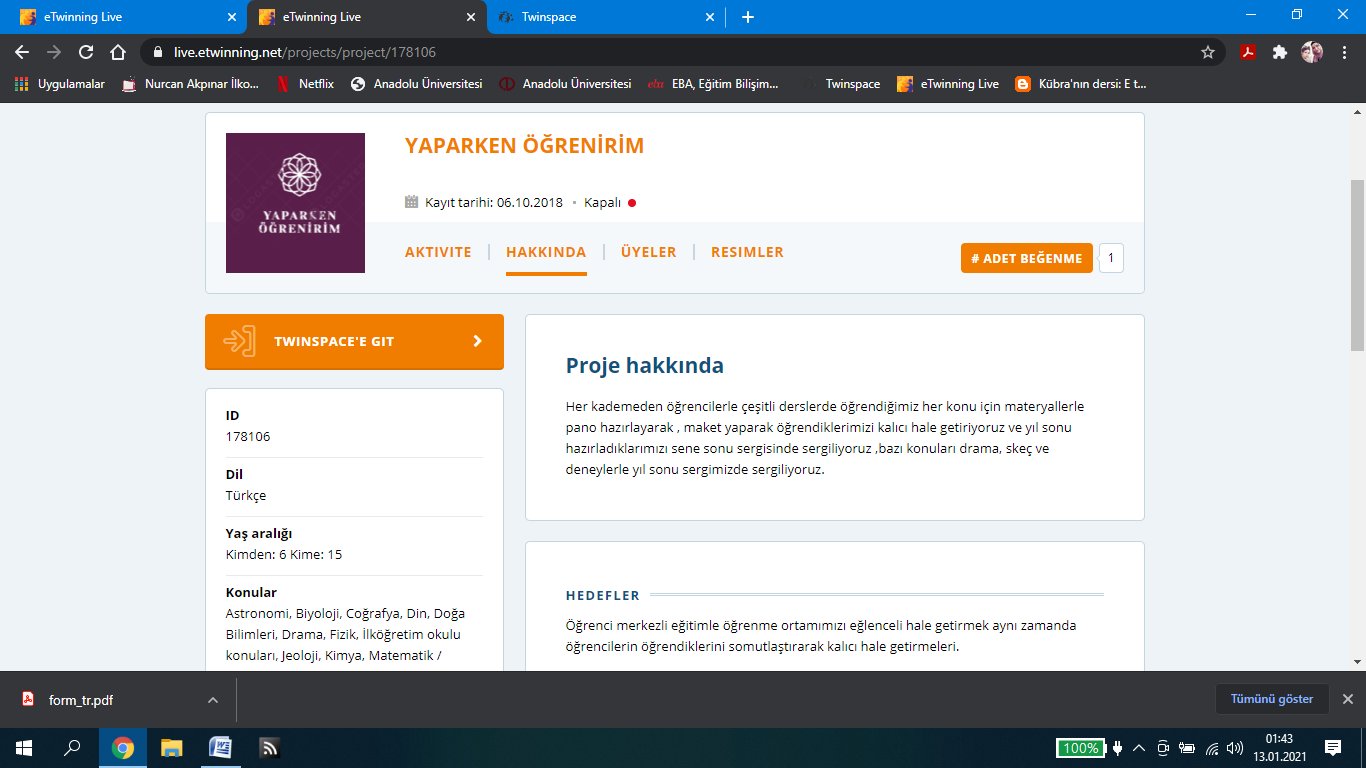 eTwinning Live
eTwinning Live
Twinspace
live.etwinning.net/projects/project/178106
Uygulamalar
Nurcan Akpınar İlko...
Netflix
Anadolu Üniversitesi
Anadolu Üniversitesi
eba
EBA, Eğitim Bilişim...
Twinspace
eTwinning Live
Kübra'nın dersi: E t...
YAPARKEN
ÖĞRENİRİM
YAPARKEN ÖĞRENİRİM
Kayıt tarihi: 06.10.2018 • Kapalı
AKTIVITE
HAKKINDA
ÜYELER
RESIMLER
# ADET BEĞENME
1
TWINSPACE'E GIT
ID
178106
Dil
Türkçe
Yaş aralığı
Kimden: 6 Kime: 15
Konular
Astronomi, Biyoloji, Coğrafya, Din, Doğa
Bilimleri, Drama, Fizik, İlköğretim okulu
konuları, Jeoloji, Kimya, Matematik /
Proje hakkında
Her kademeden öğrencilerle çeşitli derslerde öğrendiğimiz her konu için materyallerle
pano hazırlayarak , maket yaparak öğrendiklerimizi kalıcı hale getiriyoruz ve yıl sonu
hazırladıklarımızı sene sonu sergisinde sergiliyoruz ,bazı konuları drama, skeç ve
deneylerle yıl sonu sergimizde sergiliyoruz.
HEDEFLER
Öğrenci merkezli eğitimle öğrenme ortamımızı eğlenceli hale getirmek aynı zamanda
öğrencilerin öğrendiklerini somutlaştırarak kalıcı hale getirmeleri.
form_tr.pdf
Tümünü göster
100%
01:43
13.01.2021